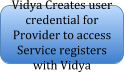 Vidya Creates user
credential for
Provider to access
Service registers
with Vidya